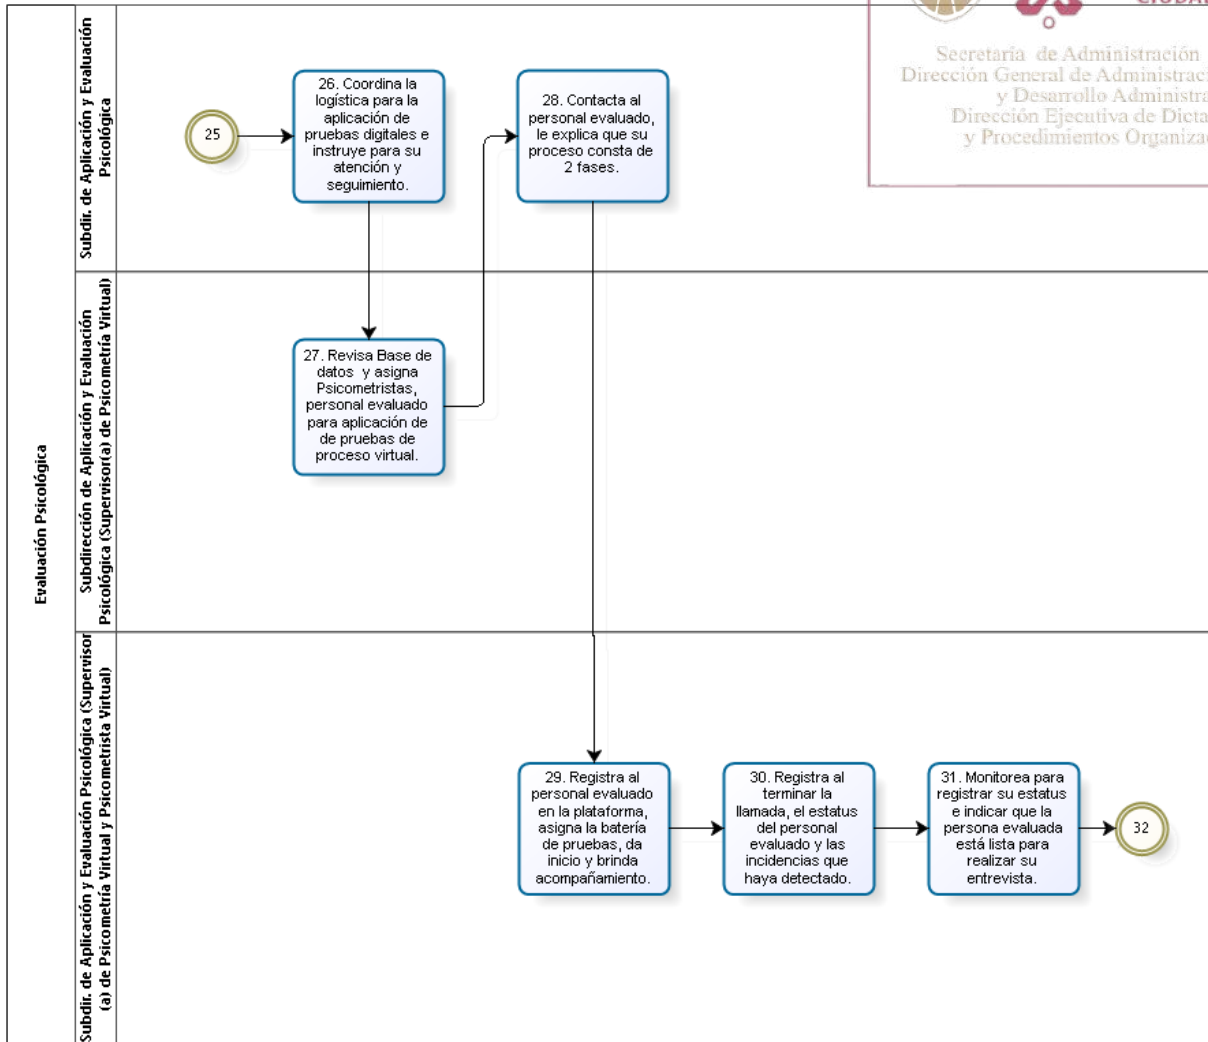 CIUDAD
Secretaría de Administración
Dirección General de Administraci
y Desarrollo Administra
Dirección Ejecutiva de Dicta
y Procedimientos Organiza
Evaluación Psicológica
Subdir. de Aplicación y Evaluación
Psicológica
25
26. Coordina la
logística para la
aplicación de
pruebas digitales e
instruye para su
atención y
seguimiento.
28. Contacta al
personal evaluado,
le explica que su
proceso consta de
2 fases.
Subdirección de Aplicación y Evaluación
Psicológica (Supervisor(a) de Psicometría Virtual)
27. Revisa Base de
datos y asigna
Psicometristas,
personal evaluado
para aplicación de
de pruebas de
proceso virtual.
Subdir. de Aplicación y Evaluación Psicológica (Supervisor
(a) de Psicometría Virtual y Psicometrista Virtual)
29. Registra al
personal evaluado
en la plataforma,
asigna la batería
de pruebas, da
inicio y brinda
acompañamiento.
30. Registra al
terminar la
llamada, el estatus
del personal
evaluado y las
incidencias que
haya detectado.
31. Monitorea para
registrar su estatus
e indicar que la
persona evaluada
está lista para
realizar su
entrevista.
32